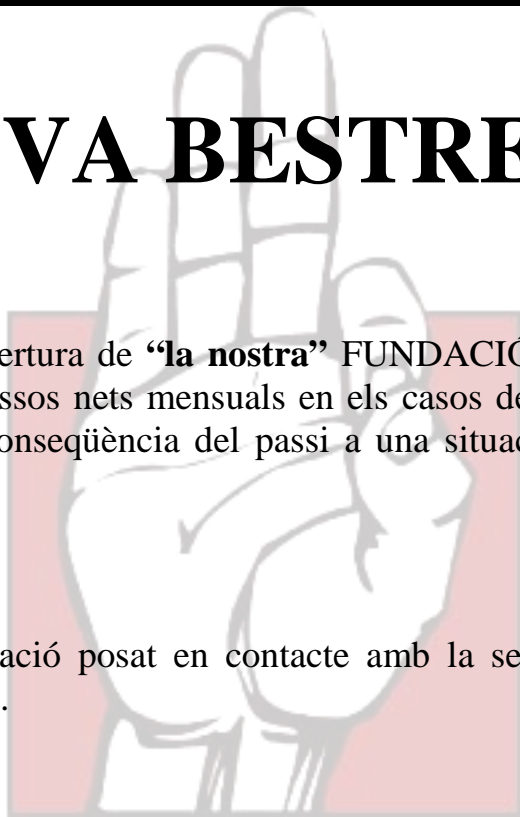 VA BESTRE
ertura de “la nostra” FUNDACIÓ
ssos nets mensuals en els casos de
onseqüència del passi a una situac
ació posat en contacte amb la se
.